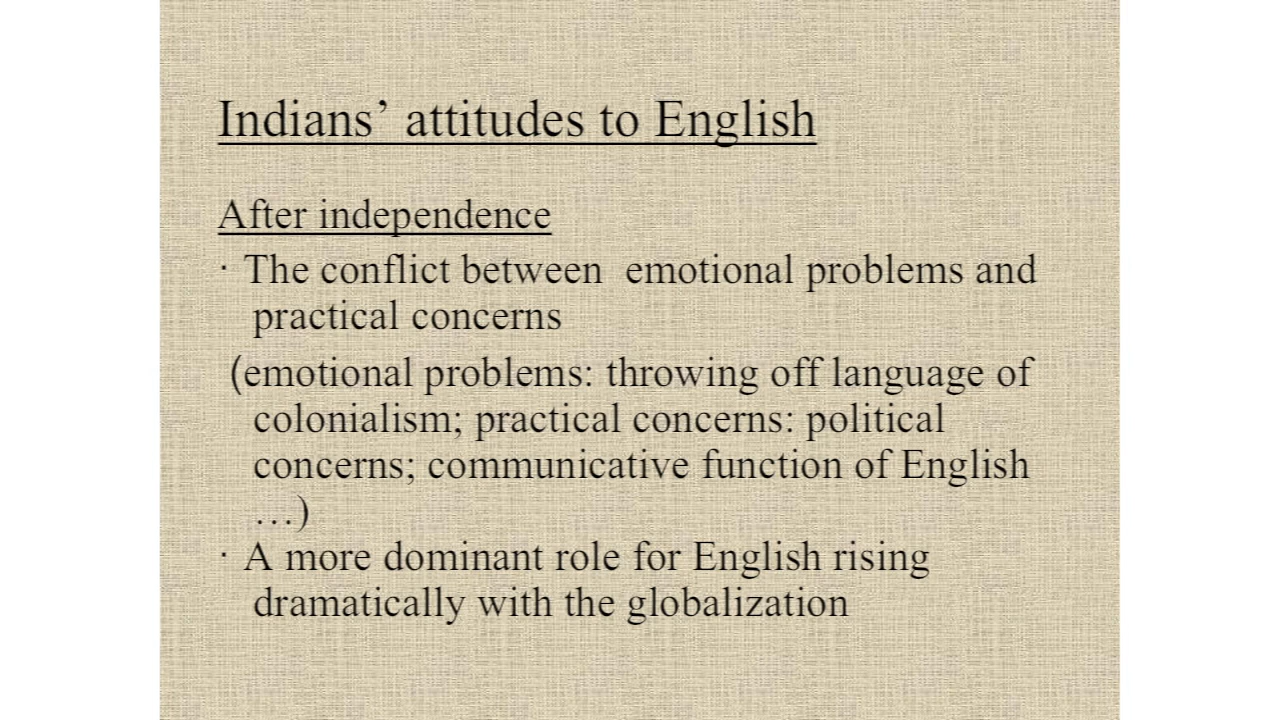 Indians’ attitudes to English
After independence
· The conflict between  emotional problems and
practical concerns
(emotional problems: throwing off language of
colonialism; practical concerns: political
concerns; communicative function of English
…)
· A more dominant role for English rising
dramatically with the globalization